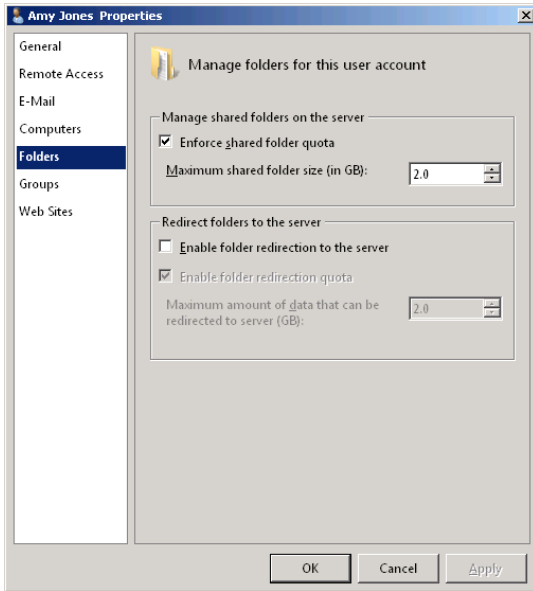 Amy Jones Properties
General
Remote Access
E-Mail
Computers
Folders
Groups
Web Sites
Manage folders for this user account
Manage shared folders on the server
Enforce shared folder quota
Maximum shared folder size (in GB):
2.0
Redirect folders to the server
Enable folder redirection to the server
Enable folder redirection quota
Maximum amount of data that can be
redirected to server (GB):
2.0
OK
Cancel
Apply